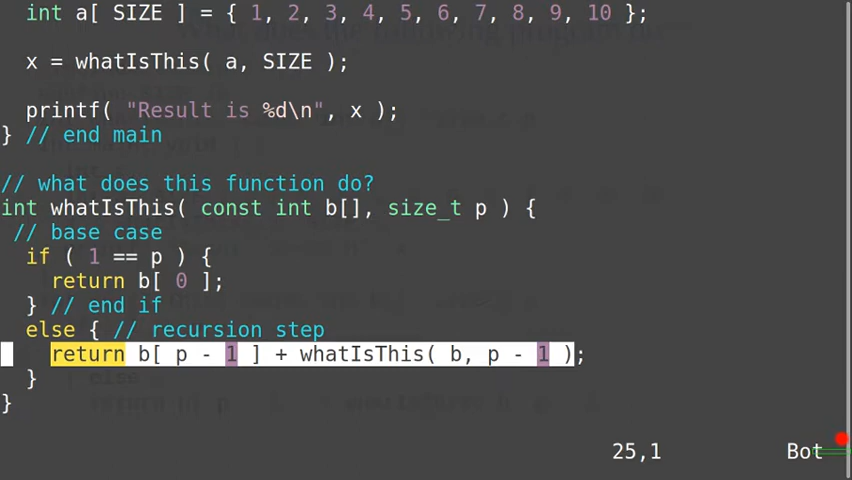 int a[ SIZE ] = { 1, 2, 3, 4, 5, 6, 7, 8, 9, 10 };
x = whatIsThis( a, SIZE );
printf( "Result is %d\n", x );
} // end main
// what does this function do?
int whatIsThis( const int b[], size_t p ) {
// base case
if ( 1 == p ) {
return b[ 0 ];
} // end if
else { // recursion step
return b[ p - 1 ] + whatIsThis( b, p - 1 );
}
}
25,1 Bot